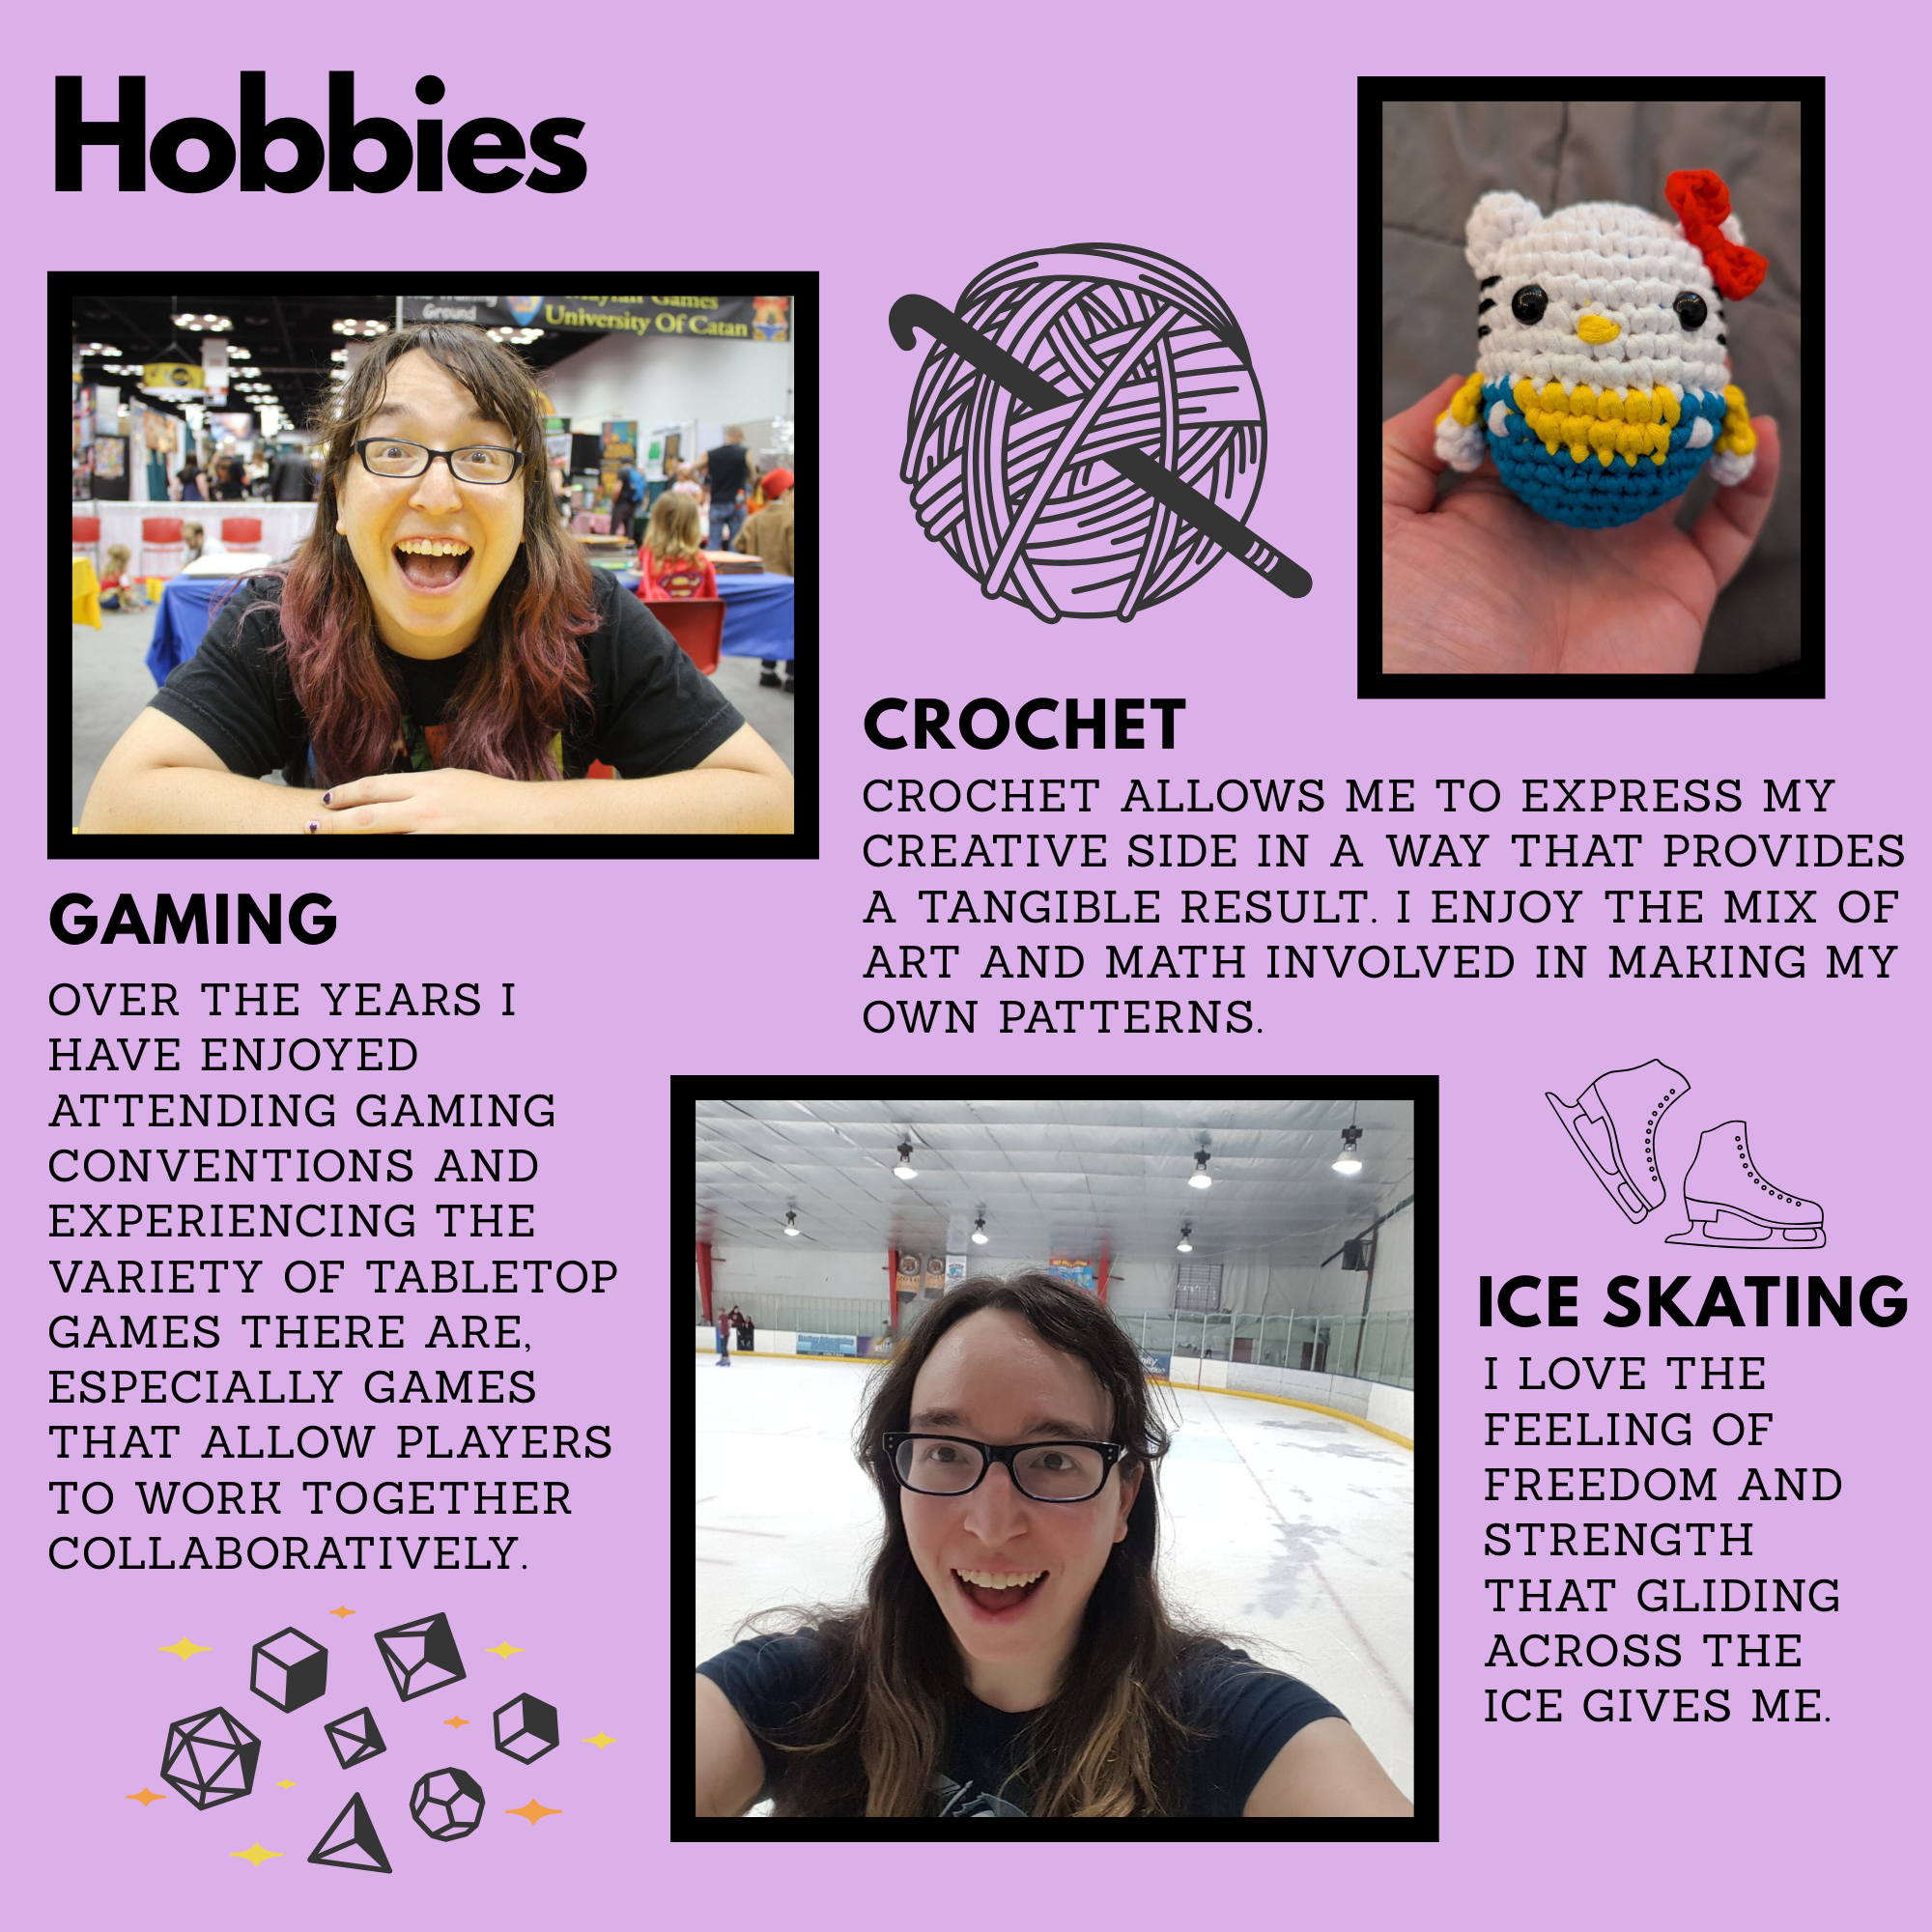 Hobbies
Ground
Mayfair Games
University Of Catan
GAMING
OVER THE YEARS I
HAVE ENJOYED
ATTENDING GAMING
CONVENTIONS AND
EXPERIENCING THE
VARIETY OF TABLETOP
GAMES THERE ARE,
ESPECIALLY GAMES
THAT ALLOW PLAYERS
TO WORK TOGETHER
COLLABORATIVELY.
CROCHET
CROCHET ALLOWS ME TO EXPRESS MY
CREATIVE SIDE IN A WAY THAT PROVIDES
A TANGIBLE RESULT. I ENJOY THE MIX OF
ART AND MATH INVOLVED IN MAKING MY
OWN PATTERNS.
ICE SKATING
I LOVE THE
FEELING OF
FREEDOM AND
STRENGTH
THAT GLIDING
ACROSS THE
ICE GIVES ME.